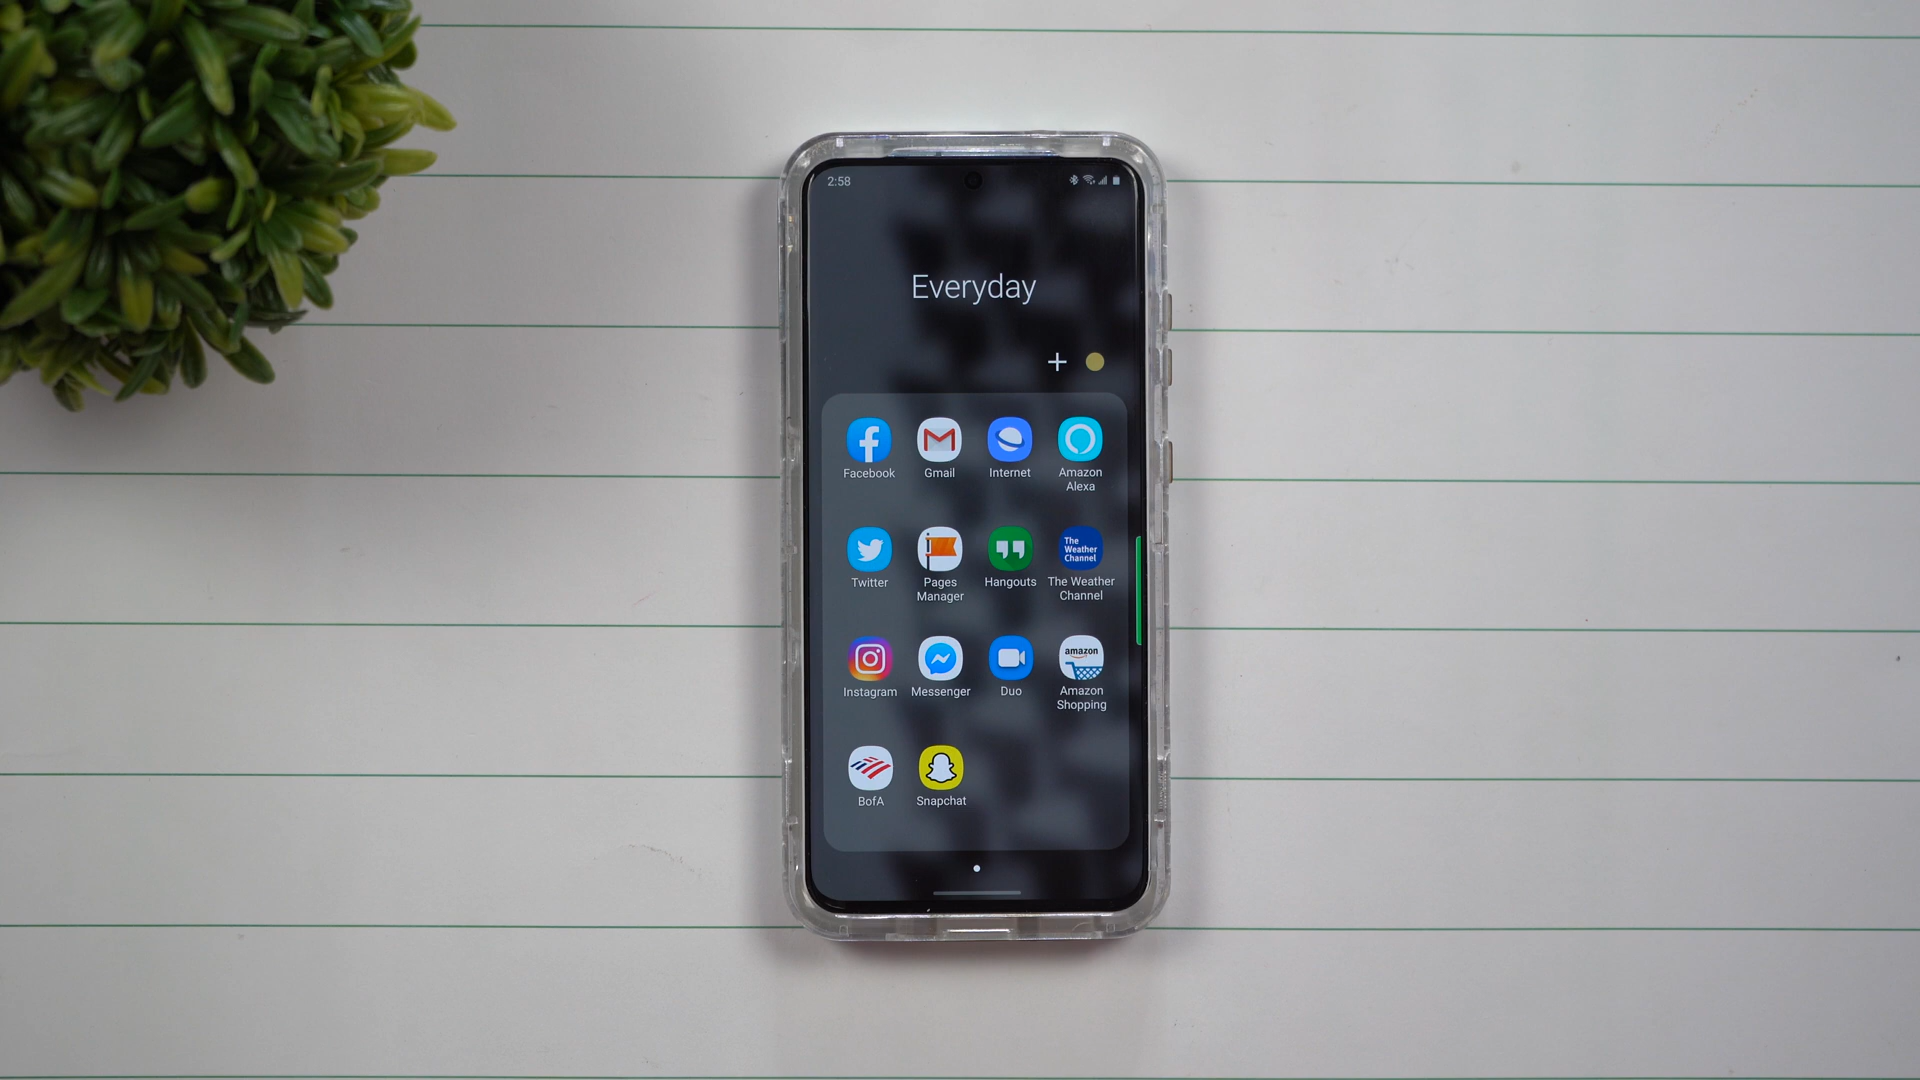 2:58
Everyday
Facebook
Gmail
Internet
Amazon
Alexa
The
Weather
Channel
Twitter
Pages
Manager
Hangouts
The Weather
Channel
amazon
Instagram
Messenger
Duo
Amazon
Shopping
BofA
Snapchat